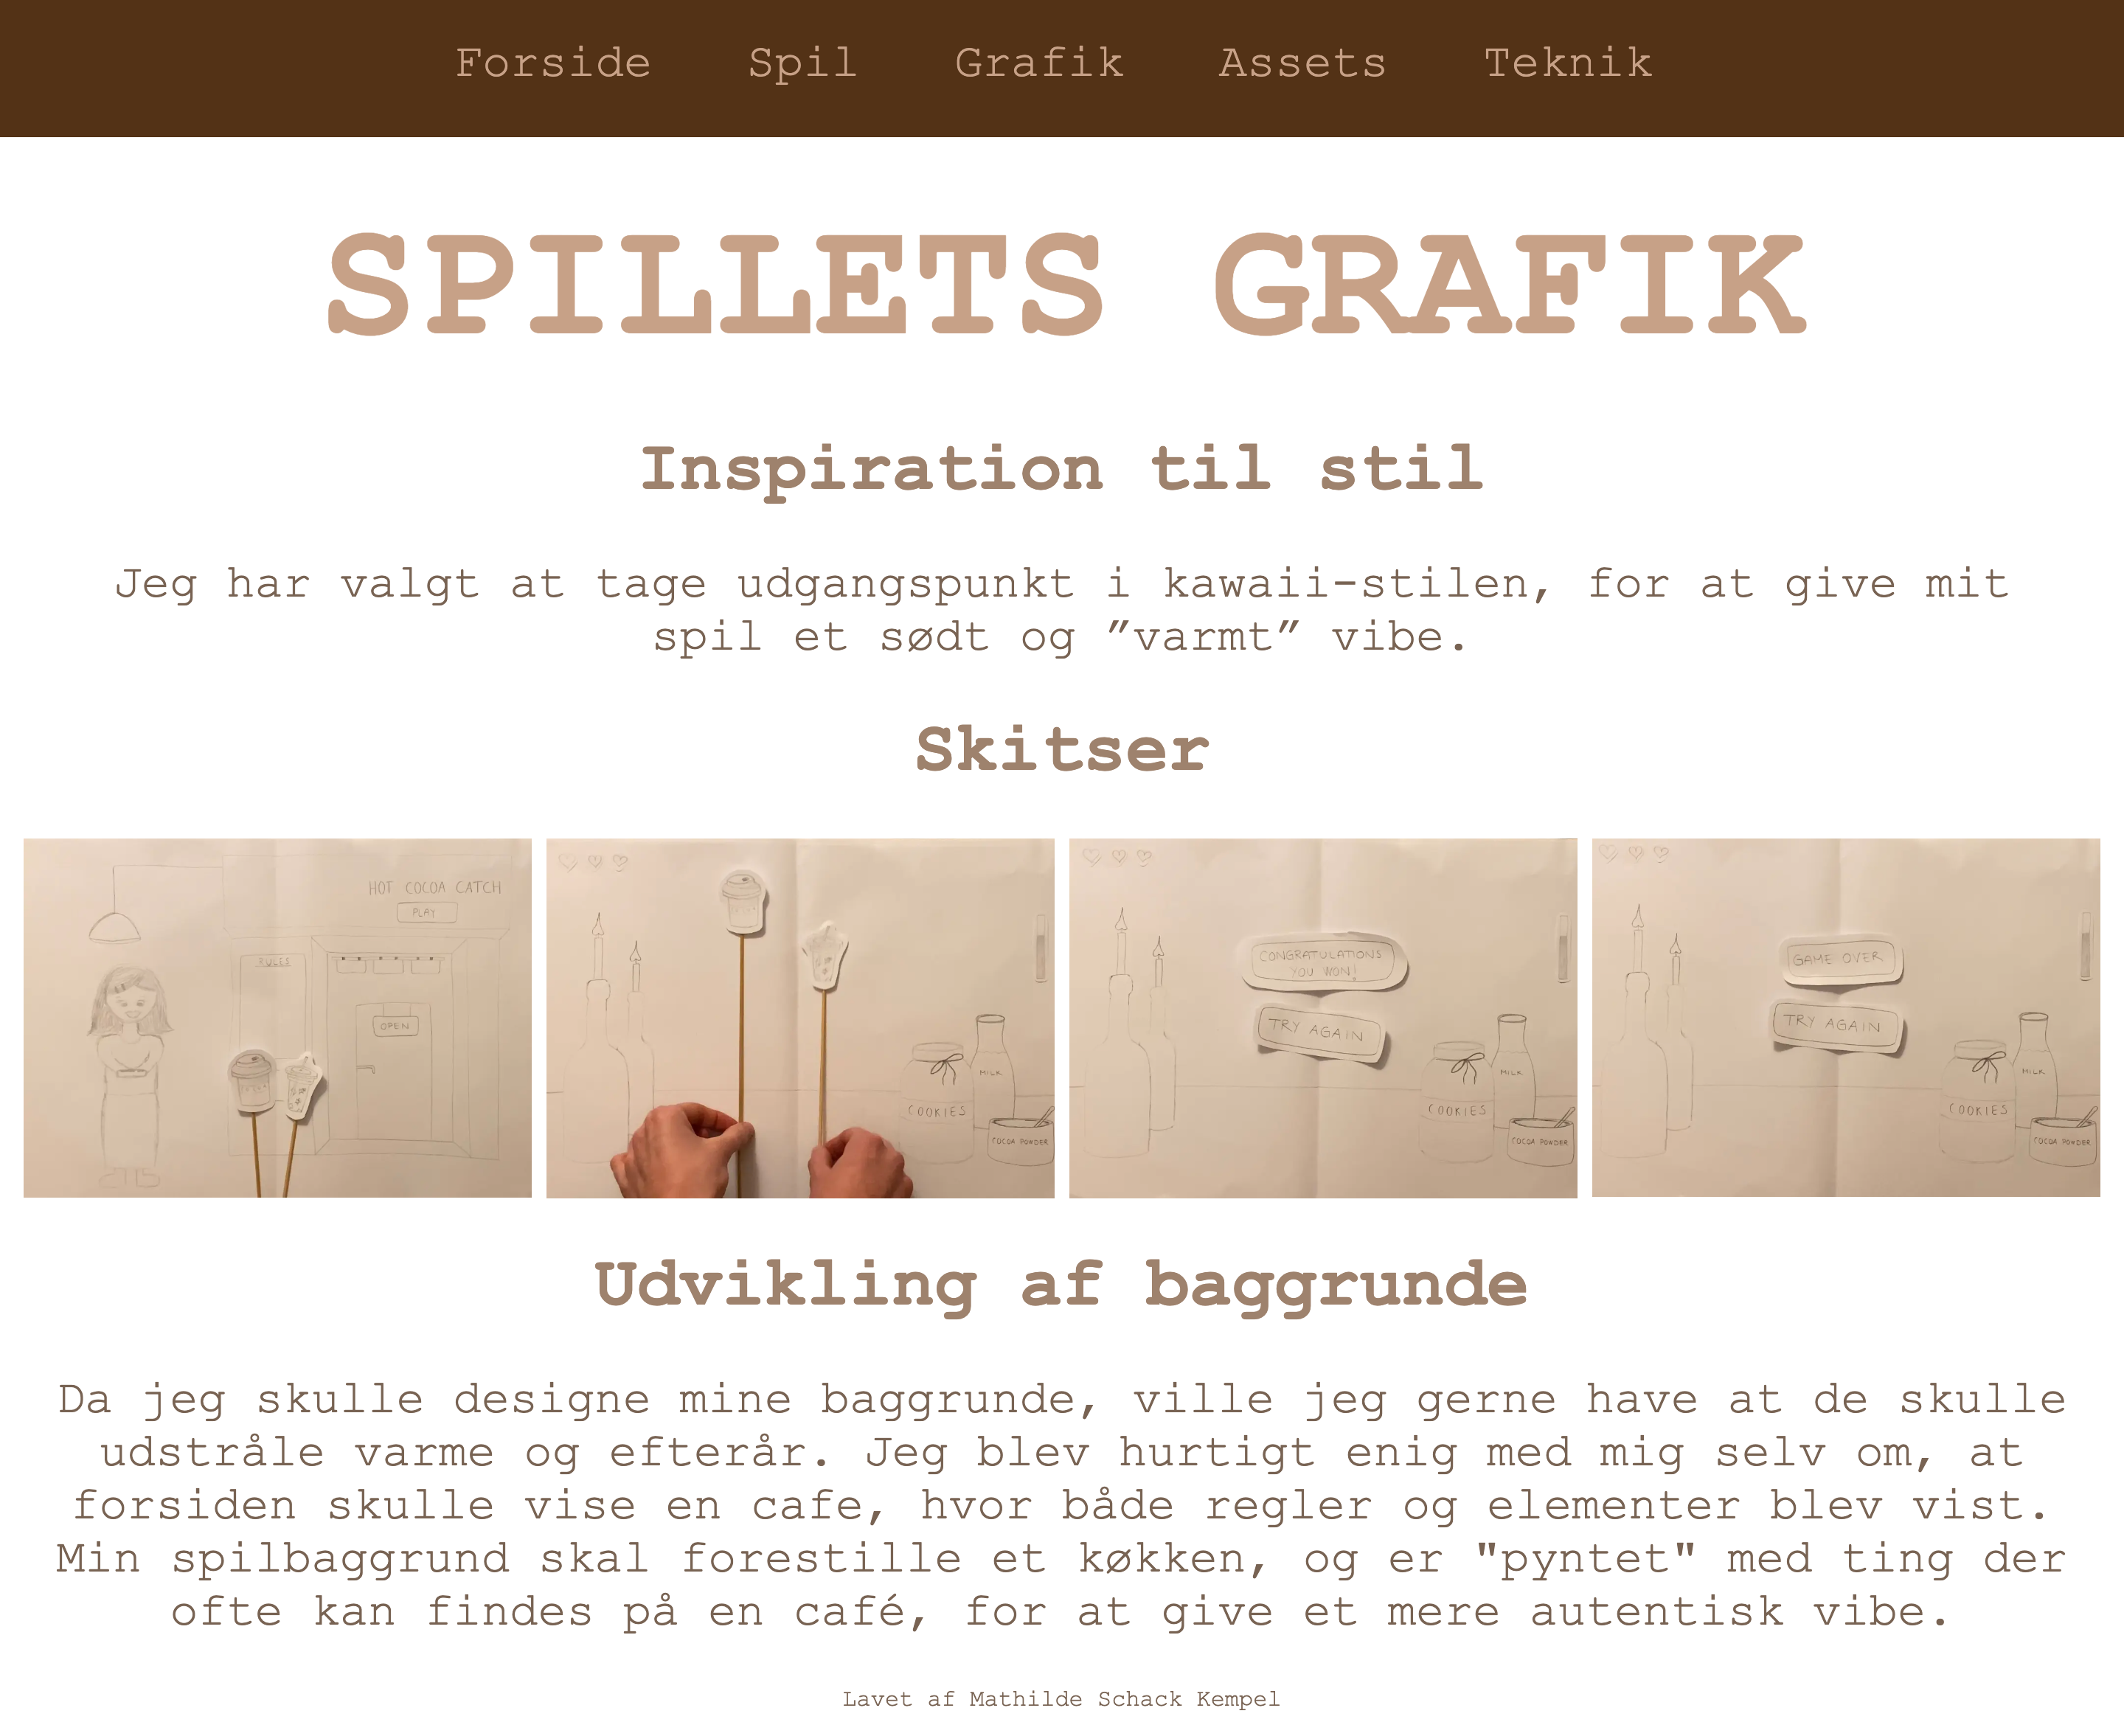 Forside Spil Grafik Assets Teknik
SPILLETS GRAFIK
Inspiration til stil
Jeg har valgt at tage udgangspunkt i kawaii-stilen, for at give mit
spil et sødt og ”varmt” vibe.
Skitser
HOT COCOA CATCH
PLAY
RULES
OPEN
MILK
COOKIES
COCOA POWDER
CONGRATULATIONS
YOU WON!
TRY AGAIN
MILK
COOKIES
COCOA POWDER
GAME OVER
TRY AGAIN
MILK
COOKIES
COCOA POWDER
Udvikling af baggrunde
Da jeg skulle designe mine baggrunde, ville jeg gerne have at de skulle
udstråle varme og efterår. Jeg blev hurtigt enig med mig selv om, at
forsiden skulle vise en cafe, hvor både regler og elementer blev vist.
Min spilbaggrund skal forestille et køkken, og er "pyntet" med ting der
ofte kan findes på en café, for at give et mere autentisk vibe.
Lavet af Mathilde Schack Kempel